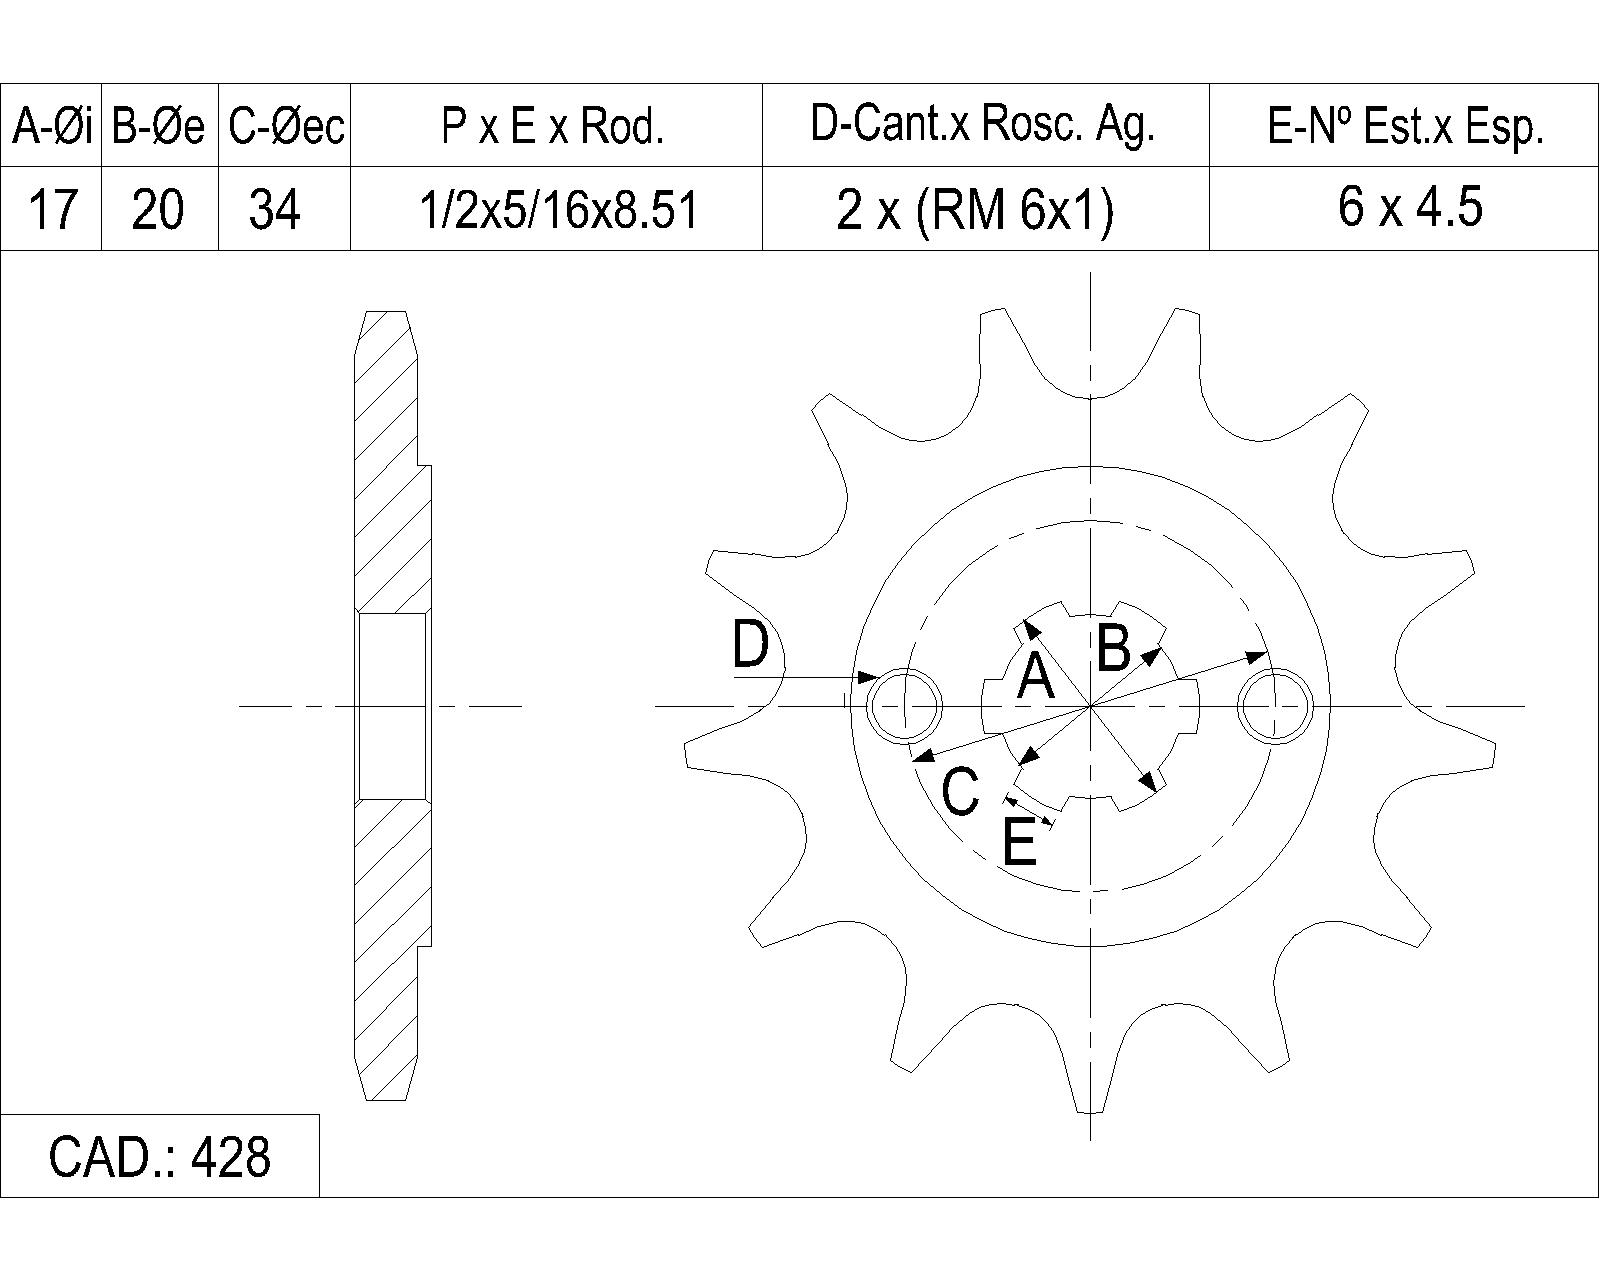 A-Øi B-Øe C-Øec P x E x Rod. D-Cant.x Rosc. Ag. E-Nº Est.x Esp.
17 20 34 1/2x5/16x8.51 2 x (RM 6x1) 6 x 4.5
D
B
A
C
E
CAD.: 428